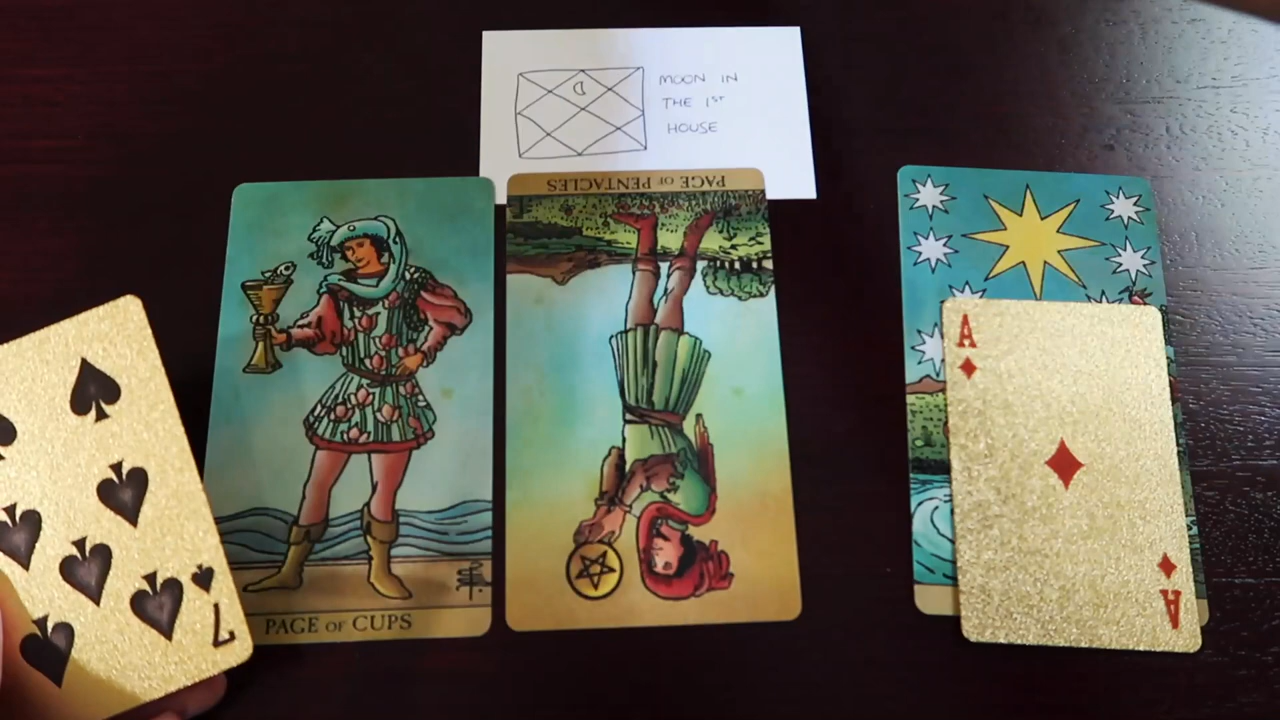 MOON IN
THE 1ST
HOUSE
PAGE OF PENTACLES
A
A
7
PAGE OF CUPS